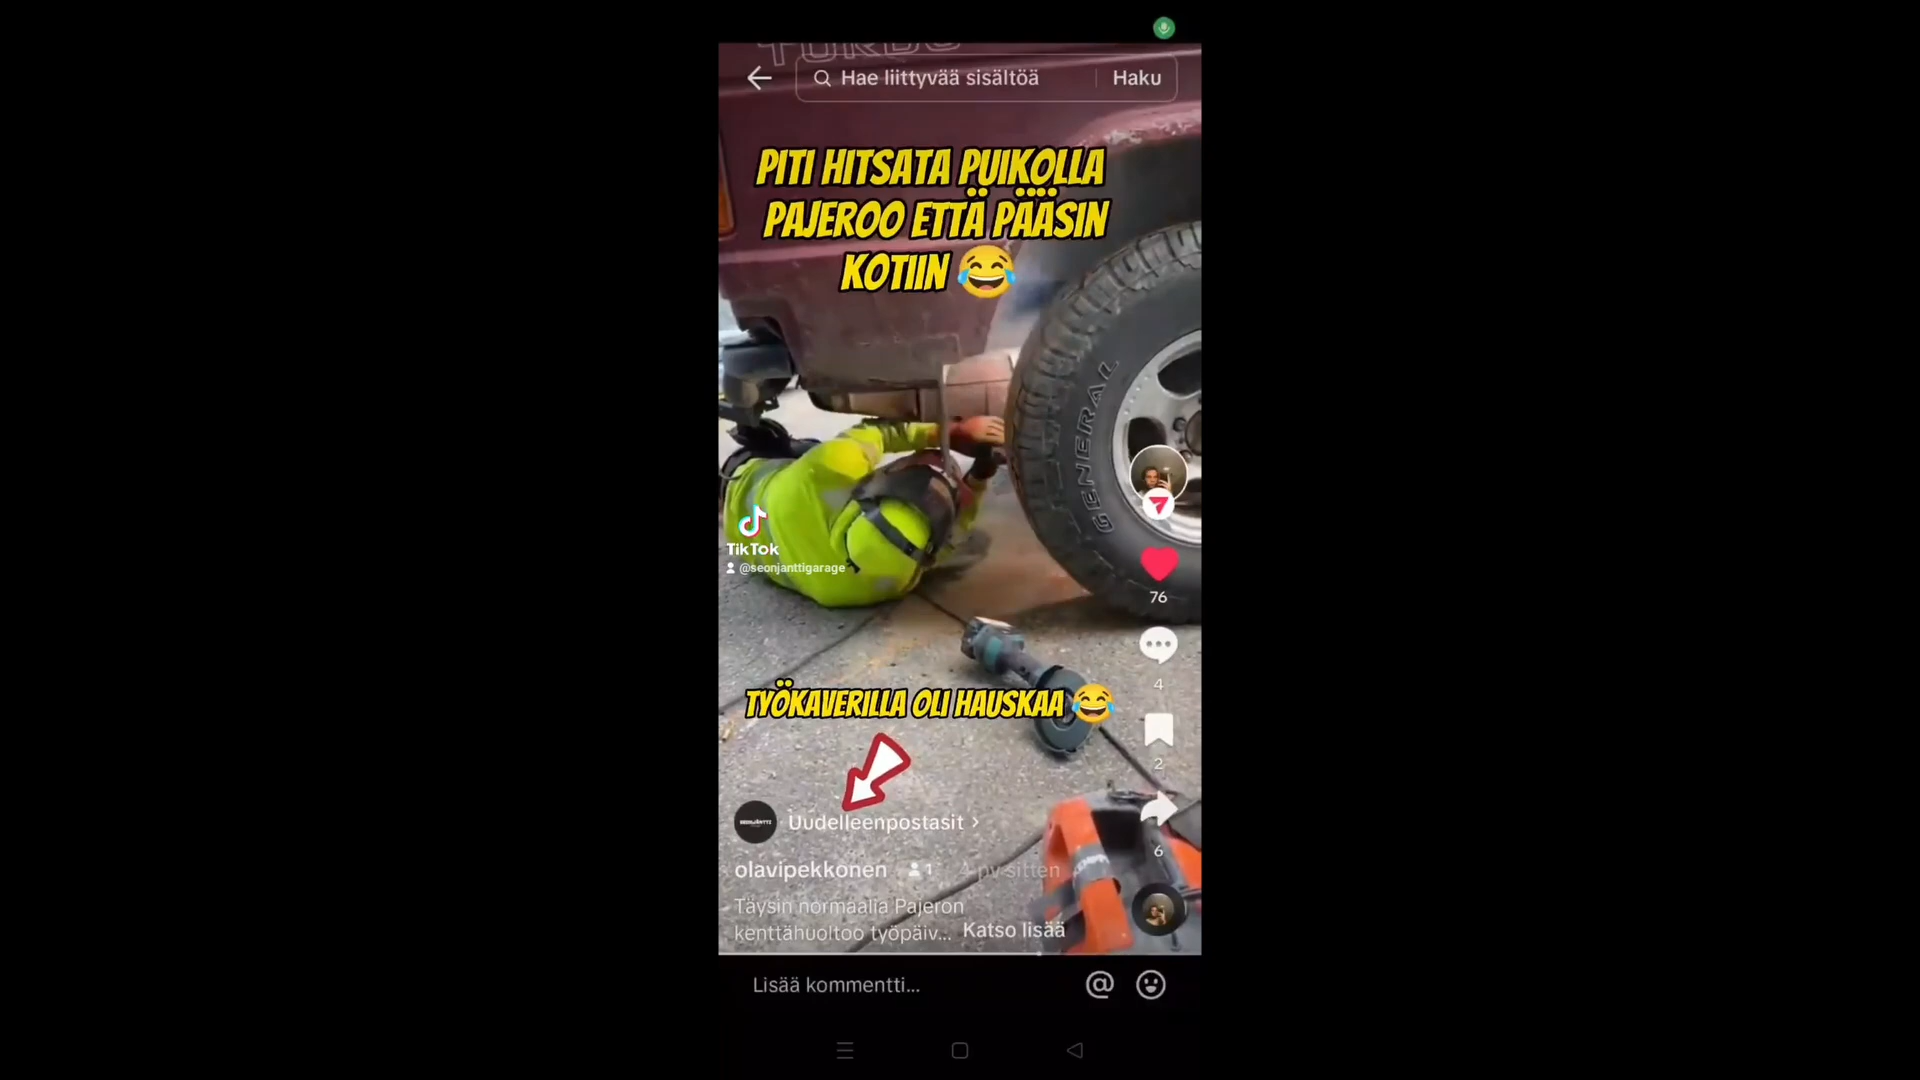 TURBO
Hae liittyvää sisältöä
Haku
PITI HITSATA PUIKOLLA
PAJEROO ETTÄ PÄÄSIN
KOTIIN 😂
GENERAL
TikTok
@seonjanttigarage
76
4
TYÖKAVERILLA OLI HAUSKAA 😂
2
Uudelleenpostasit >
6
olavipekkonen 1 4 pv sitten
Täysin normaalia Pajeron
kenttähuoltoo työpäiv... Katso lisää
Lisää kommentti...